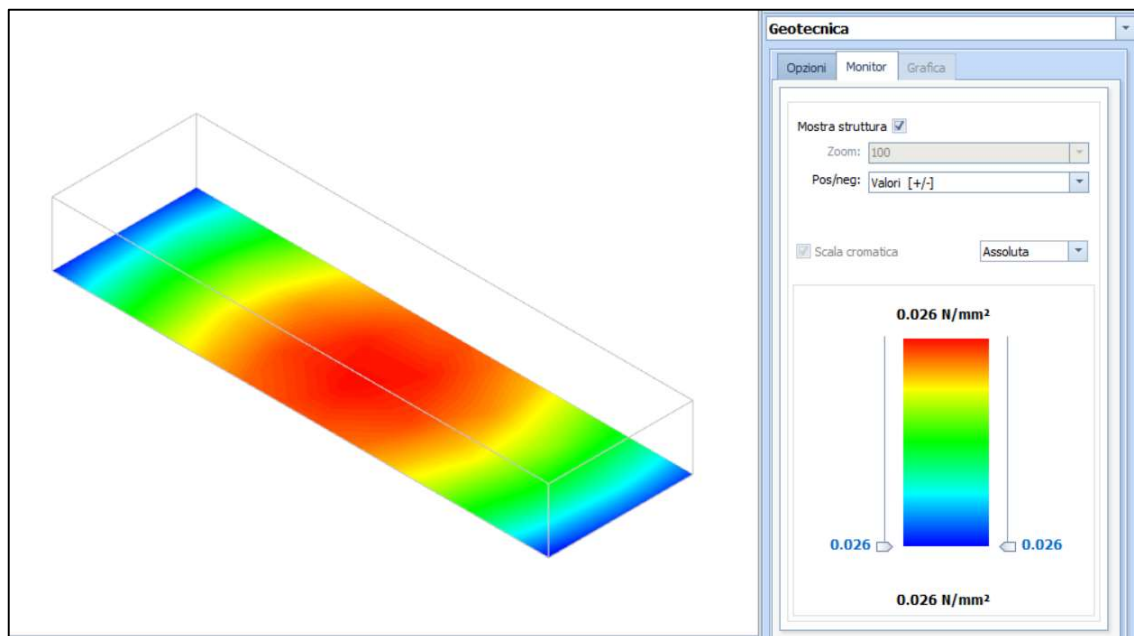 Geotecnica
Opzioni Monitor Grafica
Mostra struttura
Zoom: 100
Pos/neg: Valori [+/-]
Scala cromatica Assoluta
0.026 N/mm²
0.026 0.026
0.026 N/mm²